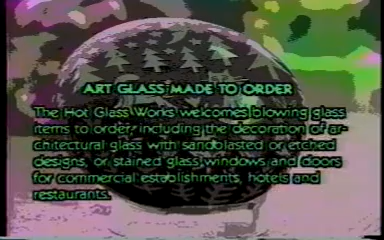 ART GLASS MADE TO ORDER
The Hot Glass Works welcomes blowing glass
items to order, including the decoration of ar-
chitectural glass with sandblasted or etched
designs, or stained glass windows and doors
for commercial establishments, hotels and
restaurants.